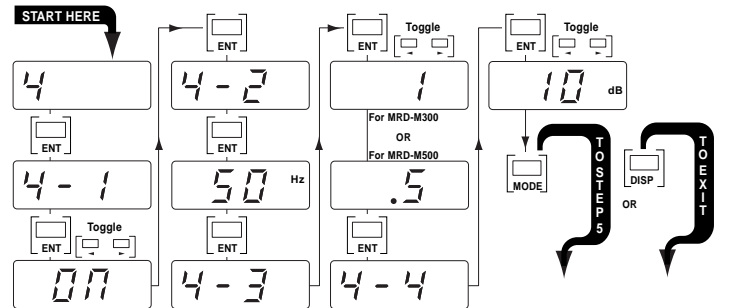 START HERE
4
ENT
4-1
ENT
Toggle
ON
ENT
4-2
ENT
50 Hz
ENT
4-3
ENT
Toggle
1
For MRD-M300
OR
For MRD-M500
.5
ENT
4-4
ENT
Toggle
10 dB
MODE
TO STEP 5
DISP
OR
TO EXIT